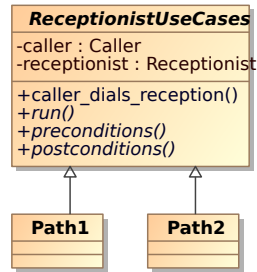 ReceptionistUseCases
-caller : Caller
-receptionist : Receptionist
+caller_dials_reception()
+run()
+preconditions()
+postconditions()
Path1
Path2